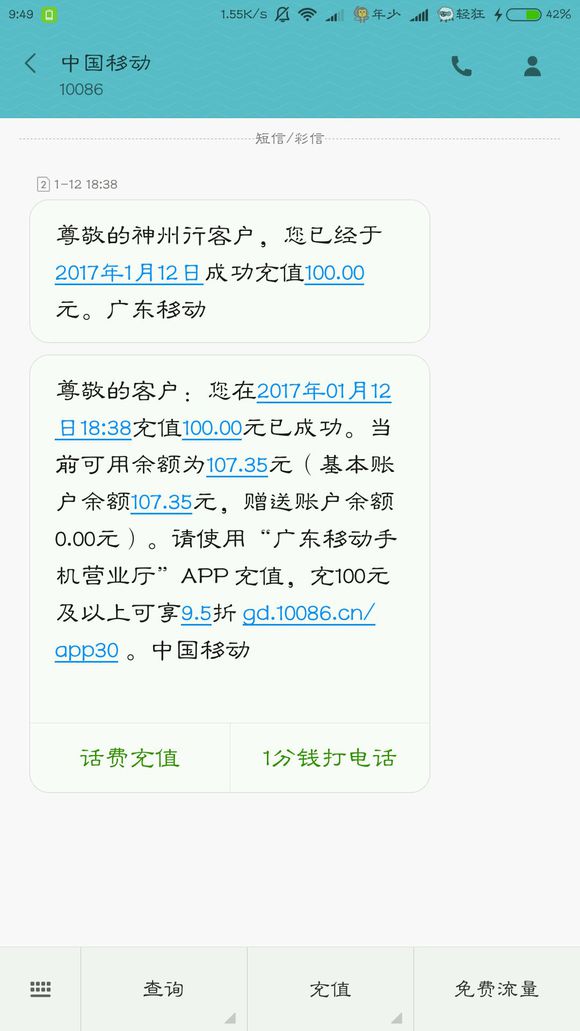 9:49 1.55K/s 年少 轻狂 42%
中国移动
10086
短信/彩信
2 1-12 18:38
尊敬的神州行客户，您已经于
2017年1月12日成功充值100.00
元。广东移动
尊敬的客户：您在2017年01月12
日18:38充值100.00元已成功。当
前可用余额为107.35元（基本账
户余额107.35元，赠送账户余额
0.00元）。请使用“广东移动手
机营业厅”APP 充值，充100元
及以上可享9.5折 gd.10086.cn/
app30 。中国移动
话费充值 1分钱打电话
查询 充值 免费流量